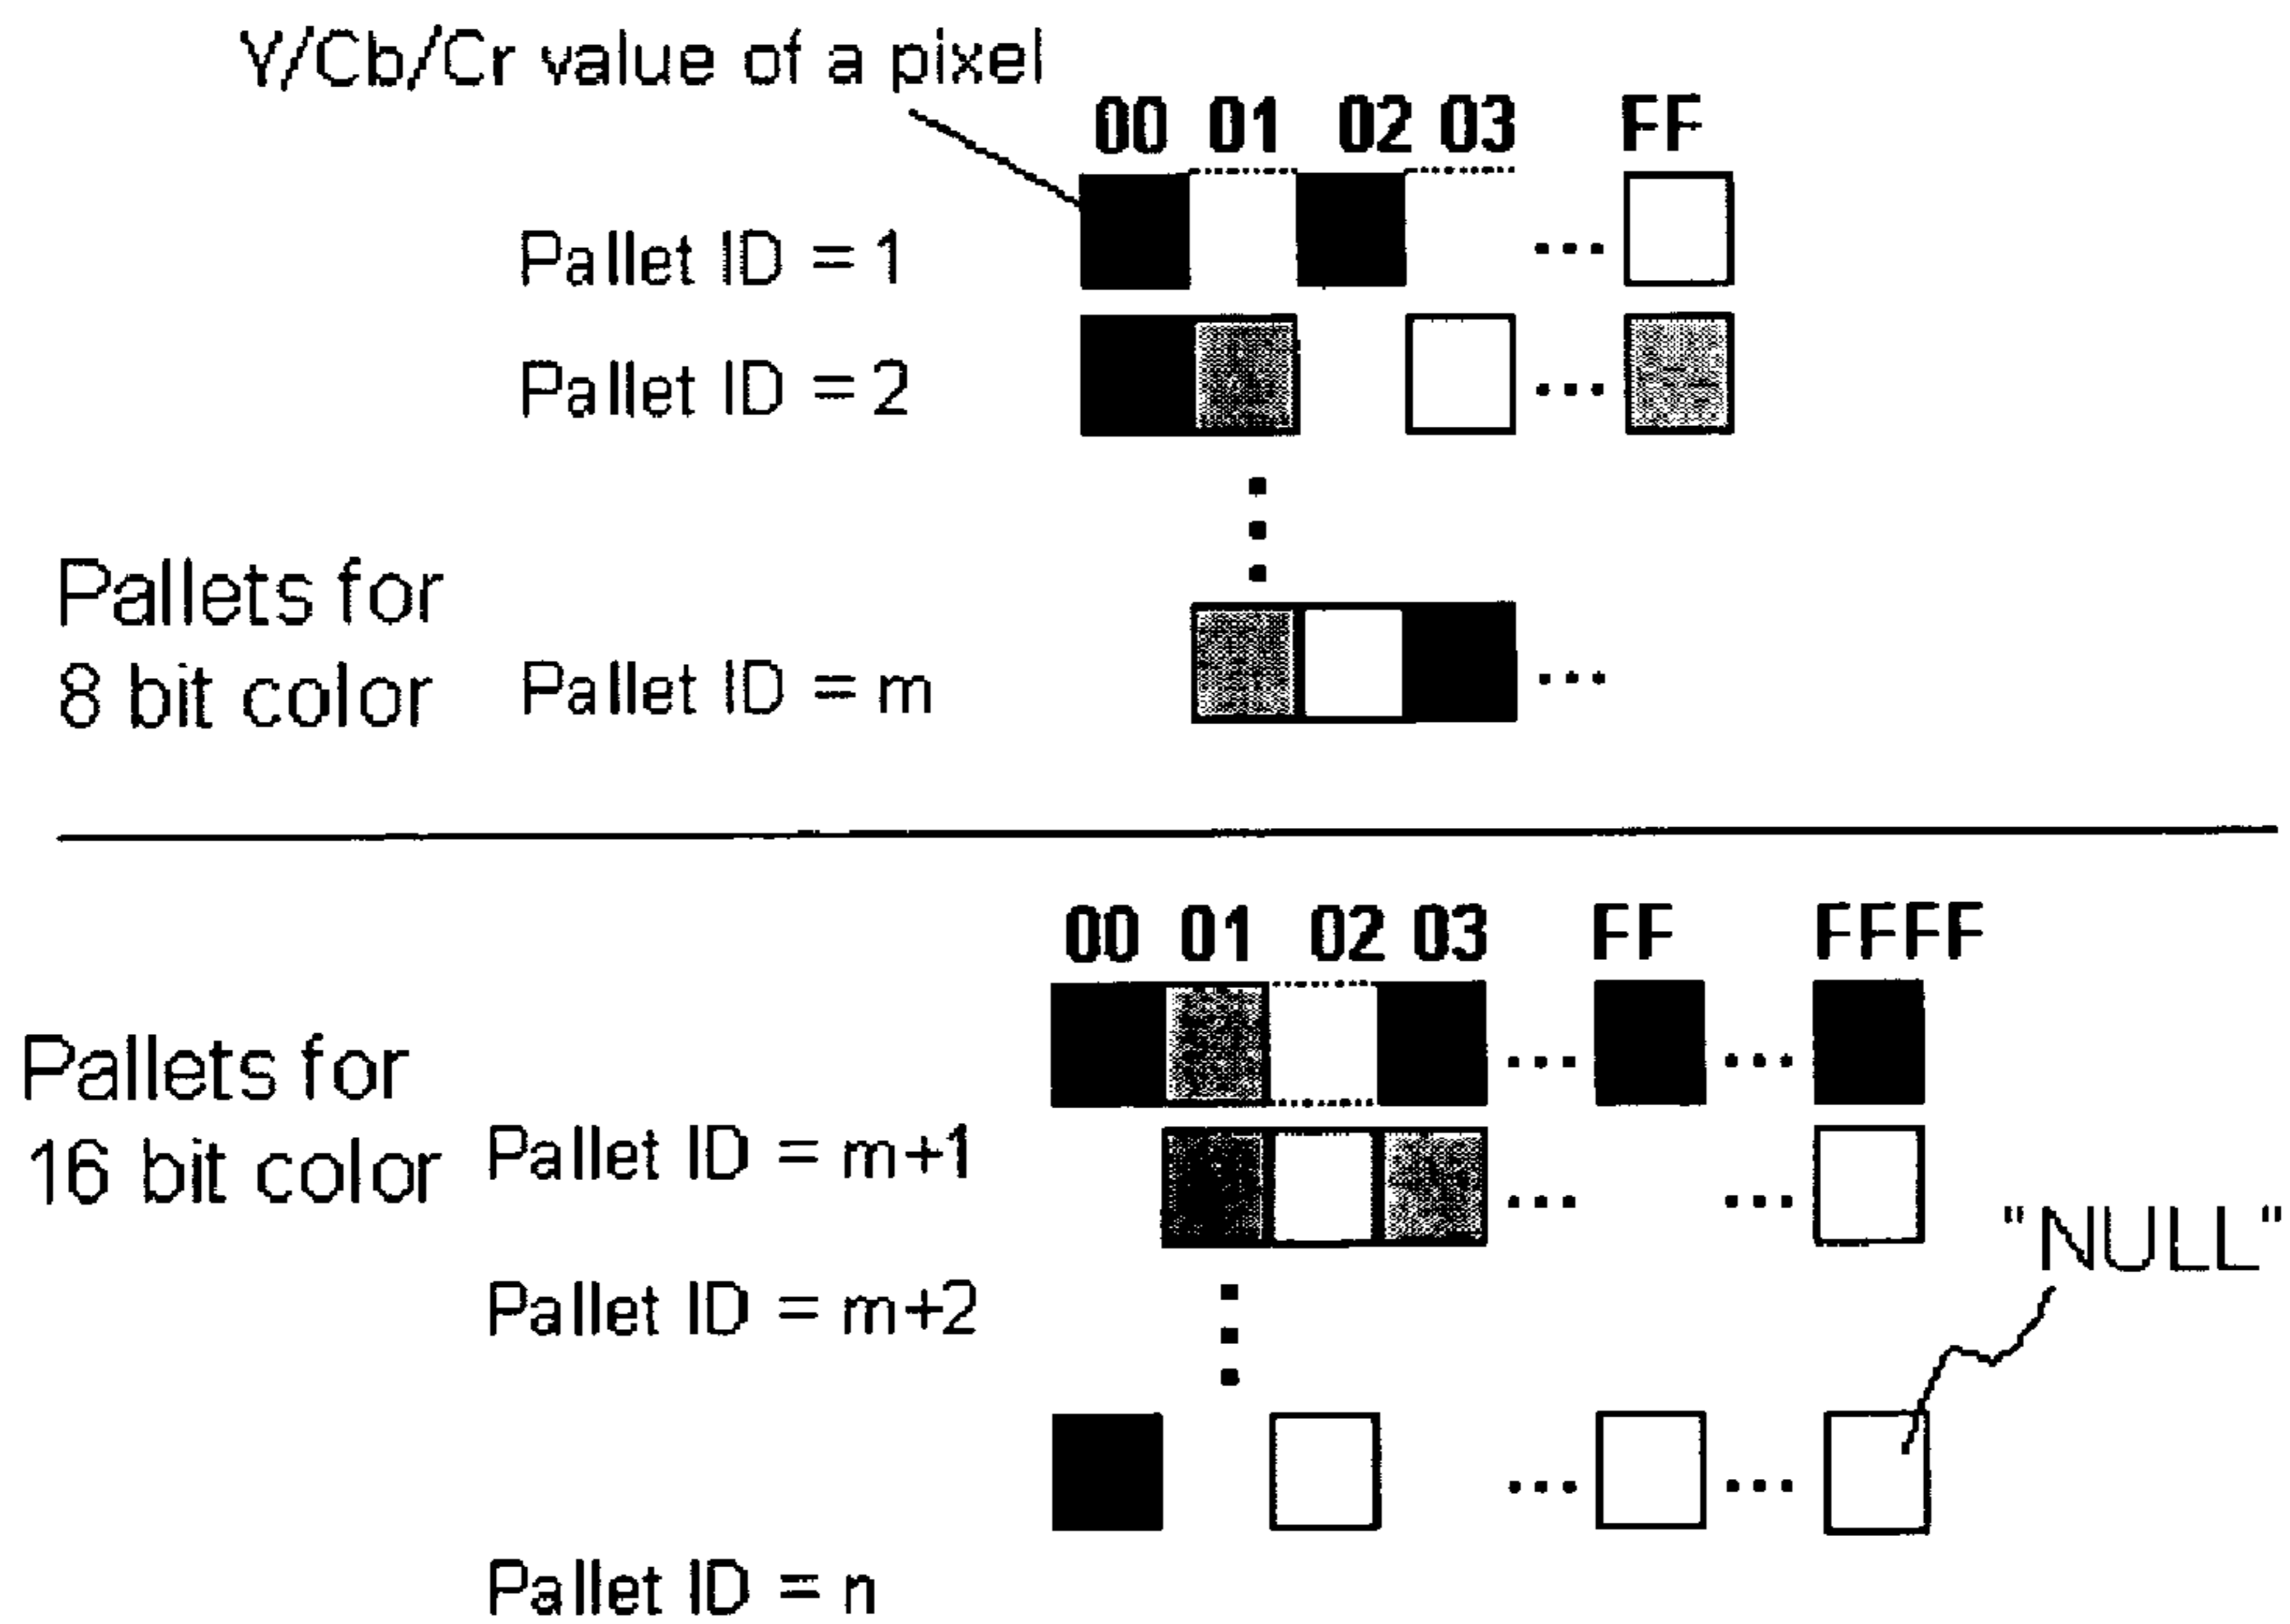 Y/Cb/Cr value of a pixel
00 01 02 03 FF
Pallet ID = 1
...
Pallet ID = 2
...
Pallets for
8 bit color
Pallet ID = m
...
00 01 02 03 FF FFFF
Pallets for
16 bit color
... ...
Pallet ID = m+1
... ...
"NULL"
Pallet ID = m+2
... ...
Pallet ID = n